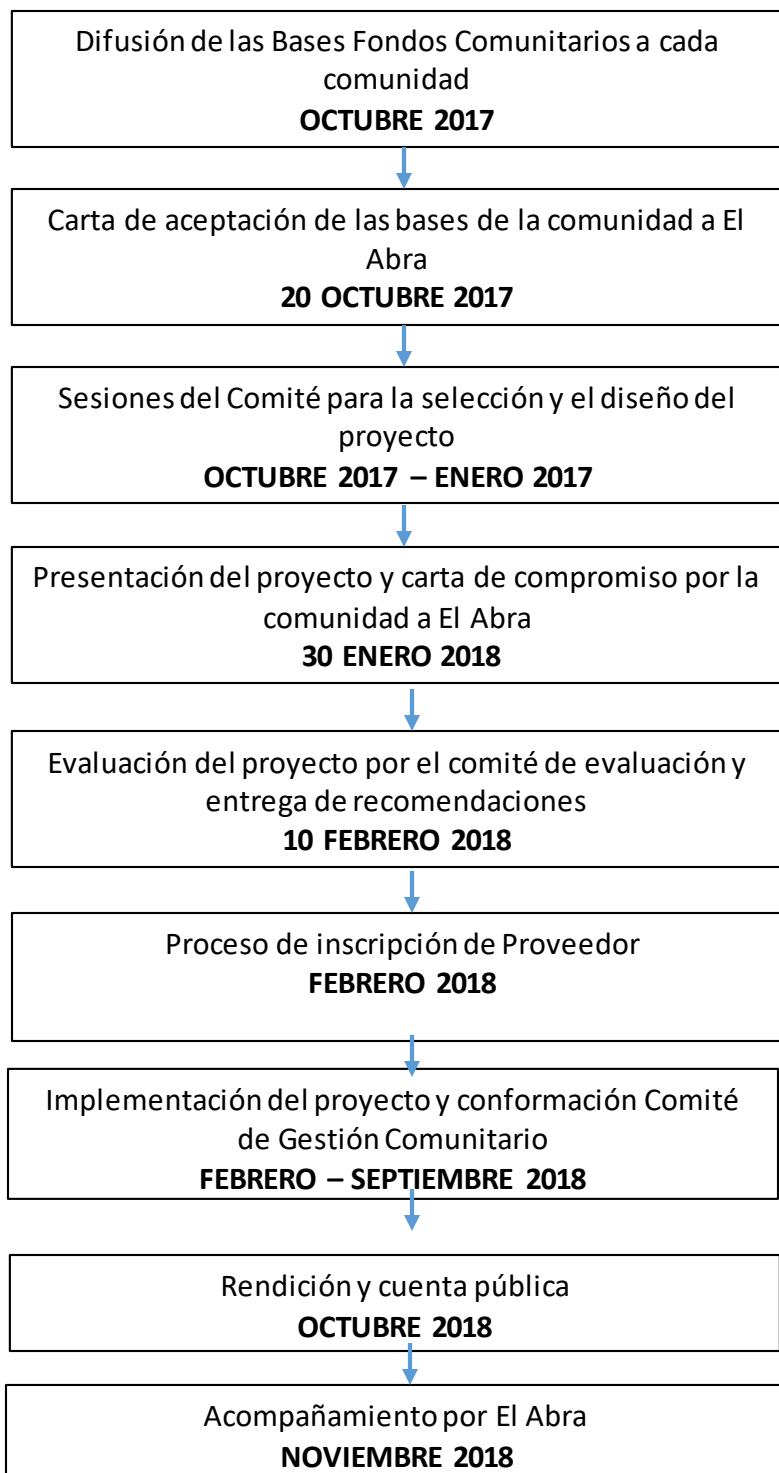 Difusión de las Bases Fondos Comunitarios a cada
comunidad
OCTUBRE 2017
Carta de aceptación de las bases de la comunidad a El
Abra
20 OCTUBRE 2017
Sesiones del Comité para la selección y el diseño del
proyecto
OCTUBRE 2017 – ENERO 2017
Presentación del proyecto y carta de compromiso por la
comunidad a El Abra
30 ENERO 2018
Evaluación del proyecto por el comité de evaluación y
entrega de recomendaciones
10 FEBRERO 2018
Proceso de inscripción de Proveedor
FEBRERO 2018
Implementación del proyecto y conformación Comité
de Gestión Comunitario
FEBRERO – SEPTIEMBRE 2018
Rendición y cuenta pública
OCTUBRE 2018
Acompañamiento por El Abra
NOVIEMBRE 2018